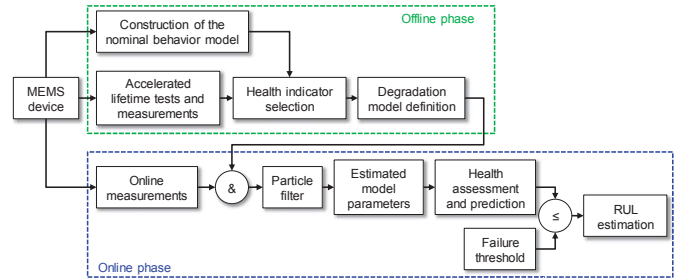 Construction of the
nominal behavior model
Offline phase
MEMS
device
Accelerated
lifetime tests and
measurements
Health indicator
selection
Degradation
model definition
Online
measurements
&
Particle
filter
Estimated
model
parameters
Health
assessment
and prediction
≤
RUL
estimation
Failure
threshold
Online phase